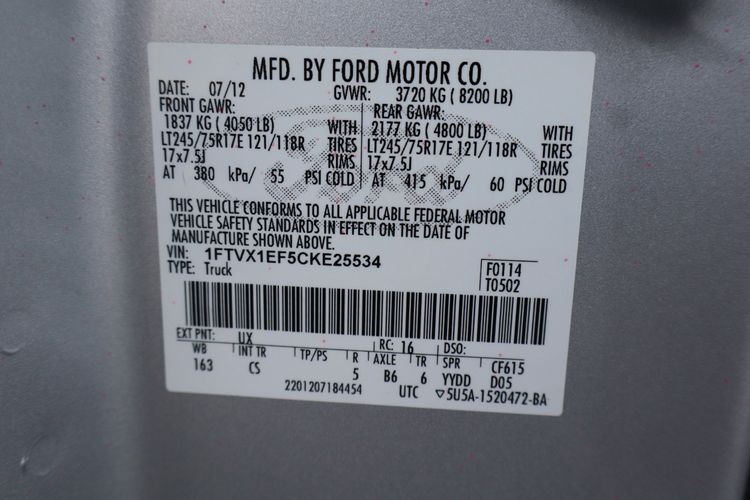 MFD. BY FORD MOTOR CO.
DATE: 07/12 GVWR: 3720 KG ( 8200 LB)
FRONT GAWR: REAR GAWR:
1837 KG ( 4050 LB) WITH 2177 KG ( 4800 LB) WITH
LT245/75R17E 121/118R TIRES LT245/75R17E 121/118R TIRES
17x7.5J RIMS 17x7.5J RIMS
AT 380 kPa/ 55 PSI COLD AT 415 kPa/ 60 PSI COLD
THIS VEHICLE CONFORMS TO ALL APPLICABLE FEDERAL MOTOR
VEHICLE SAFETY STANDARDS IN EFFECT ON THE DATE OF
MANUFACTURE SHOWN ABOVE.
VIN: 1FTVX1EF5CKE25534
TYPE: Truck
F0114
T0502
EXT PNT: UX RC: 16 DSO:
WB INT TR TP/PS R AXLE TR SPR CF615
163 CS 5 B6 6 YYDD D05
2201207184454 UTC ▽5U5A-1520472-BA